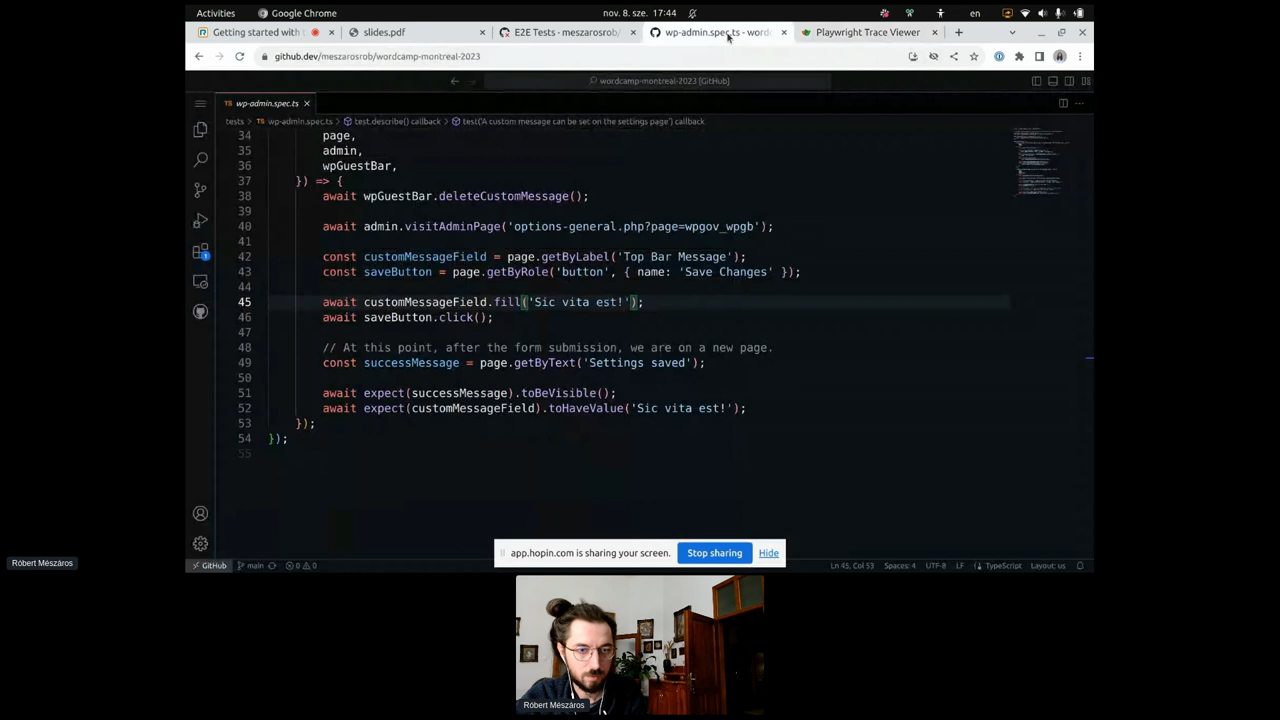 Activities
Google Chrome
nov. 8. sze. 17:44
en
Getting started with
slides.pdf
E2E Tests · meszarosrob/
wp-admin.spec.ts - word
Playwright Trace Viewer
github.dev/meszarosrob/wordcamp-montreal-2023
wordcamp-montreal-2023 [GitHub]
TS wp-admin.spec.ts
tests > TS wp-admin.spec.ts > test.describe() callback > test('A custom message can be set on the settings page') callback
34 page,
35 admin,
36 wpGuestBar,
37 }) => {
38 await wpGuestBar.deleteCustomMessage();
39
40 await admin.visitAdminPage('options-general.php?page=wpgov_wpgb');
41
42 const customMessageField = page.getByLabel('Top Bar Message');
43 const saveButton = page.getByRole('button', { name: 'Save Changes' });
44
45 await customMessageField.fill('Sic vita est!');
46 await saveButton.click();
47
48 // At this point, after the form submission, we are on a new page.
49 const successMessage = page.getByText('Settings saved');
50
51 await expect(successMessage).toBeVisible();
52 await expect(customMessageField).toHaveValue('Sic vita est!');
53 });
54 });
55
1
app.hopin.com is sharing your screen.
Stop sharing
Hide
GitHub
main
0
0
Ln 45, Col 53
Spaces: 4
UTF-8
LF
TypeScript
Layout: us
Róbert Mészáros
Róbert Mészáros